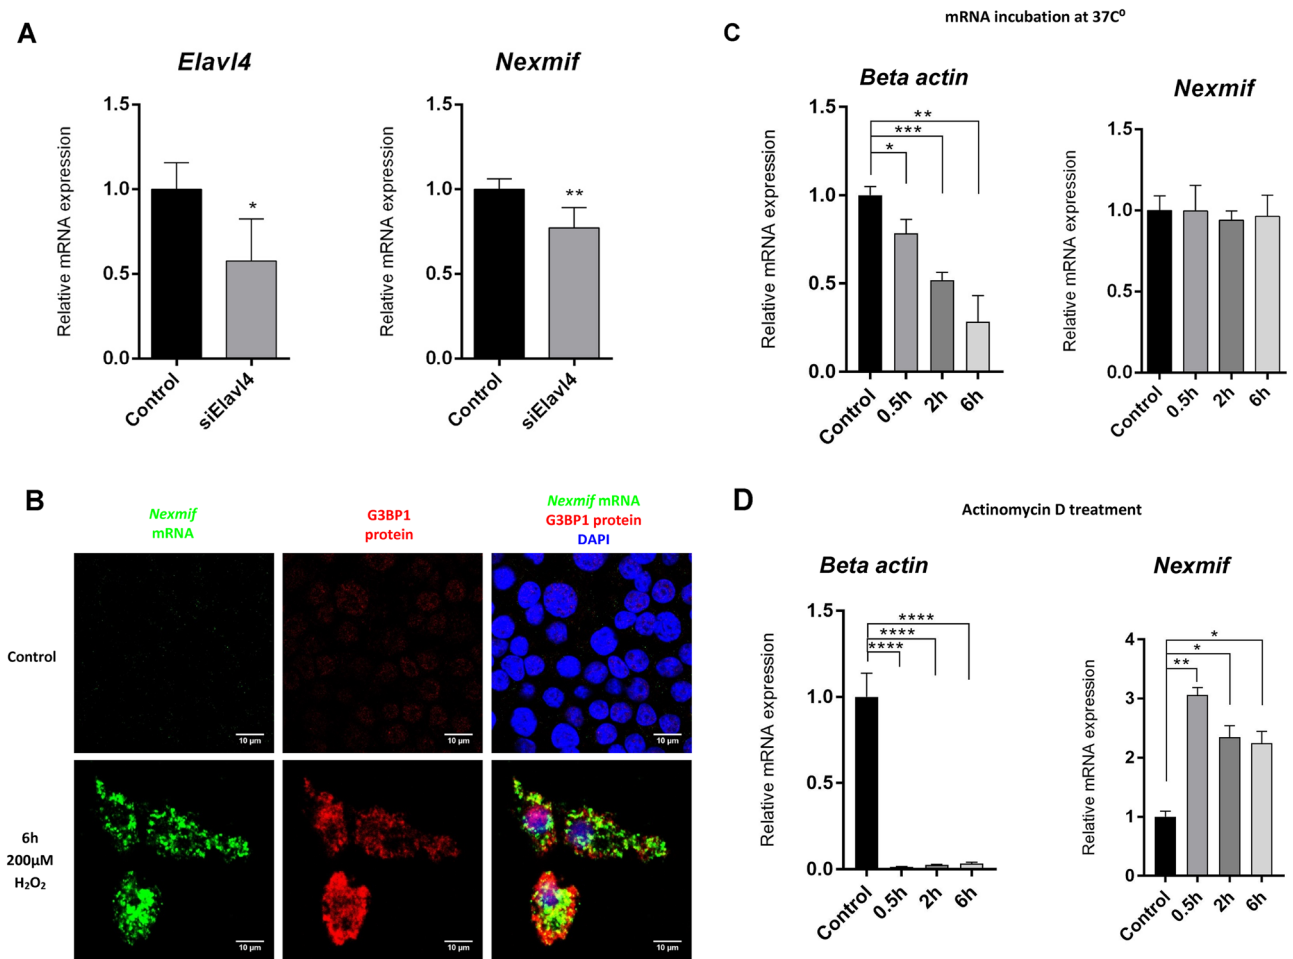 A
Elavl4
Relative mRNA expression
1.5
1.0
0.5
0.0
*
Control
siElavl4
Nexmif
Relative mRNA expression
1.5
1.0
0.5
0.0
**
Control
siElavl4
B
Nexmif
mRNA
G3BP1
protein
Nexmif mRNA
G3BP1 protein
DAPI
Control
10 µm
10 µm
10 µm
6h
200µM
H₂O₂
10 µm
10 µm
10 µm
C
mRNA incubation at 37C⁰
Beta actin
Relative mRNA expression
1.5
1.0
0.5
0.0
**
***
*
Control
0.5h
2h
6h
Nexmif
Relative mRNA expression
1.5
1.0
0.5
0.0
Control
0.5h
2h
6h
D
Actinomycin D treatment
Beta actin
Relative mRNA expression
1.5
1.0
0.5
0.0
****
****
****
Control
0.5h
2h
6h
Nexmif
Relative mRNA expression
4
3
2
1
0
*
*
**
Control
0.5h
2h
6h